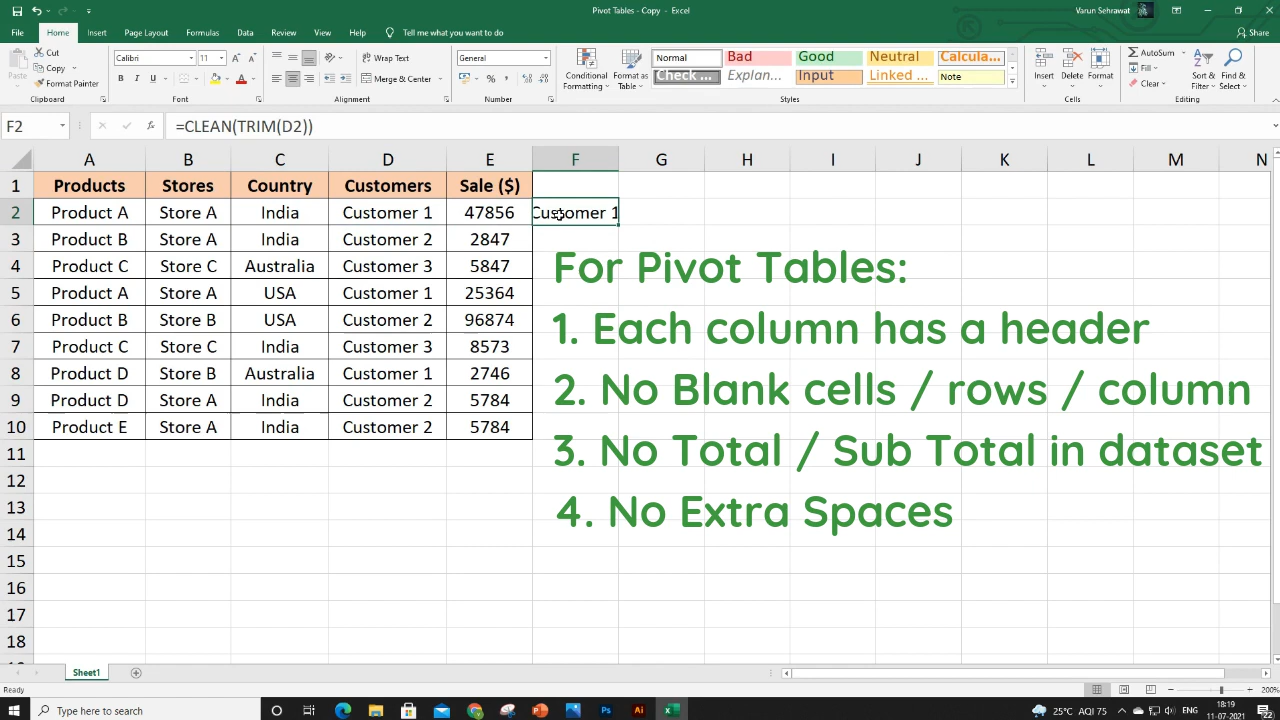 Pivot Tables - Copy - Excel
Varun Sehrawat
File Home Insert Page Layout Formulas Data Review View Help Tell me what you want to do Share
Cut Calibri 11 Wrap Text General Normal Bad Good Neutral Calcula... AutoSum
Paste Copy Conditional Format as Check ... Explan... Input Linked ... Note Insert Delete Format Fill Sort & Find &
Format Painter B I U A Merge & Center Formatting Table Clear Filter Select
Clipboard Font Alignment Number Styles Cells Editing
F2 fx =CLEAN(TRIM(D2))
A B C D E F G H I J K L M N
1 Products Stores Country Customers Sale ($)
2 Product A Store A India Customer 1 47856 Customer 1
3 Product B Store A India Customer 2 2847
4 Product C Store C Australia Customer 3 5847
5 Product A Store A USA Customer 1 25364
6 Product B Store B USA Customer 2 96874
7 Product C Store C India Customer 3 8573
8 Product D Store B Australia Customer 1 2746
9 Product D Store A India Customer 2 5784
10 Product E Store A India Customer 2 5784
11
12
13
14
15
16
17
18
For Pivot Tables:
1. Each column has a header
2. No Blank cells / rows / column
3. No Total / Sub Total in dataset
4. No Extra Spaces
Sheet1
Ready 200%
Type here to search 25°C AQI 75 18:19
11-07-2021